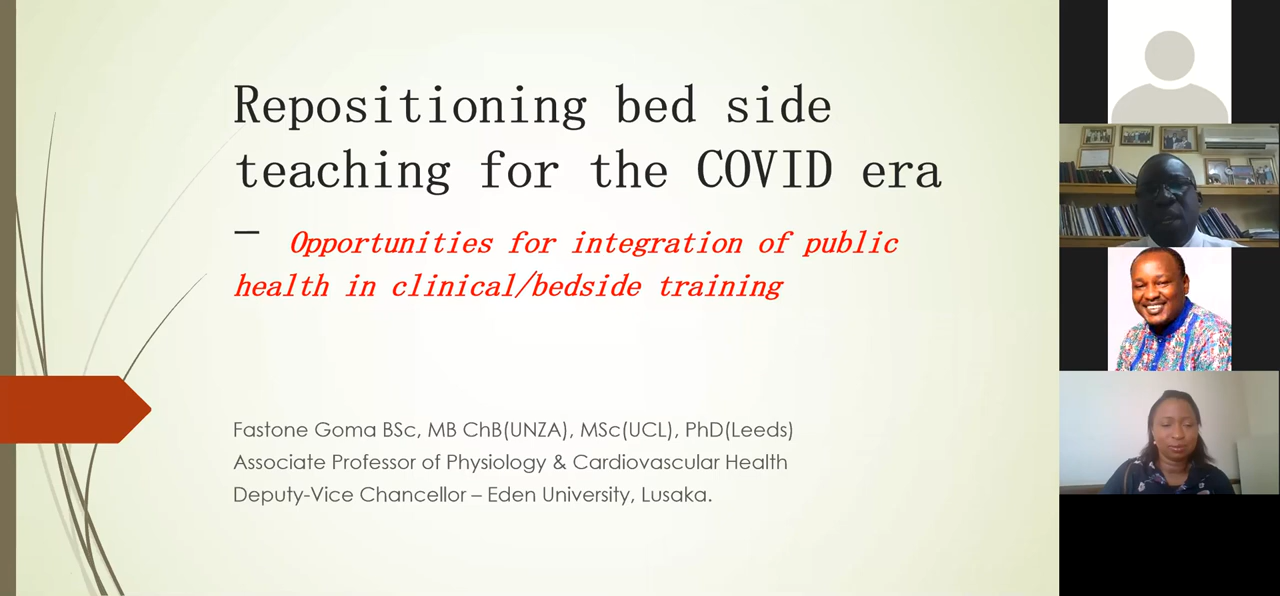 Repositioning bed side
teaching for the COVID era
– Opportunities for integration of public
health in clinical/bedside training
Fastone Goma BSc, MB ChB(UNZA), MSc(UCL), PhD(Leeds)
Associate Professor of Physiology & Cardiovascular Health
Deputy-Vice Chancellor – Eden University, Lusaka.